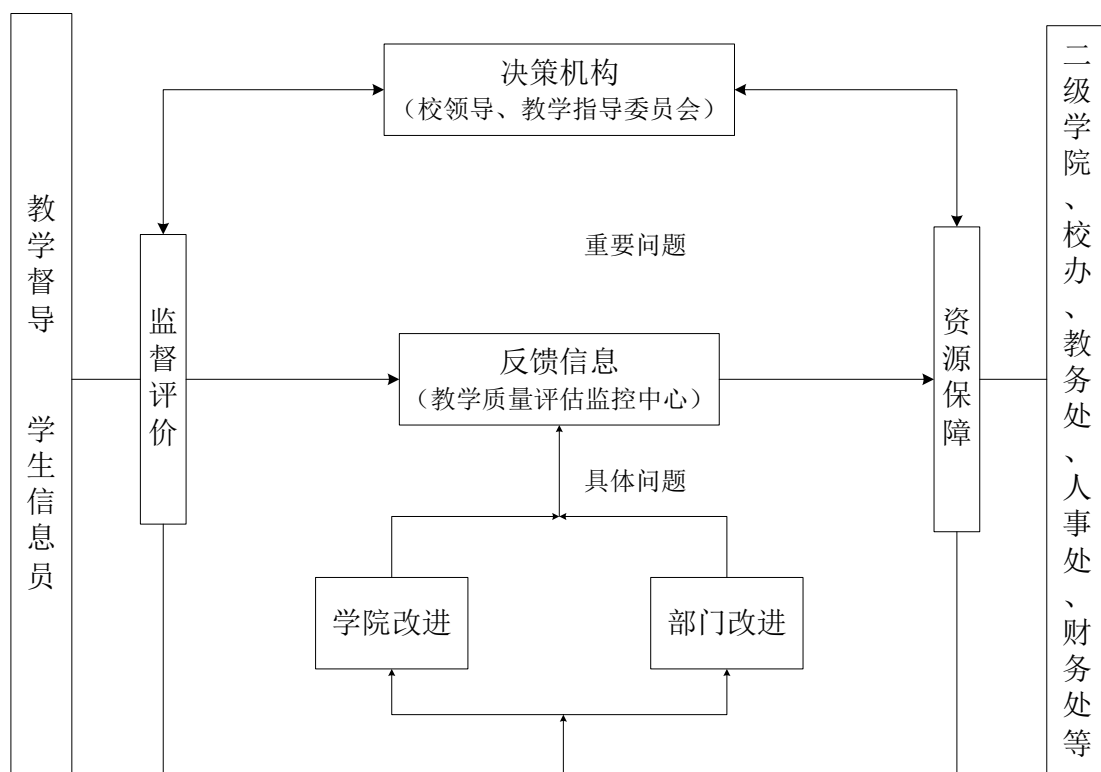 决策机构
（校领导、教学指导委员会）
教学督导
学生信息员
监督评价
重要问题
反馈信息
（教学质量评估监控中心）
具体问题
学院改进
部门改进
资源保障
二级学院、校办、教务处、人事处、财务处等